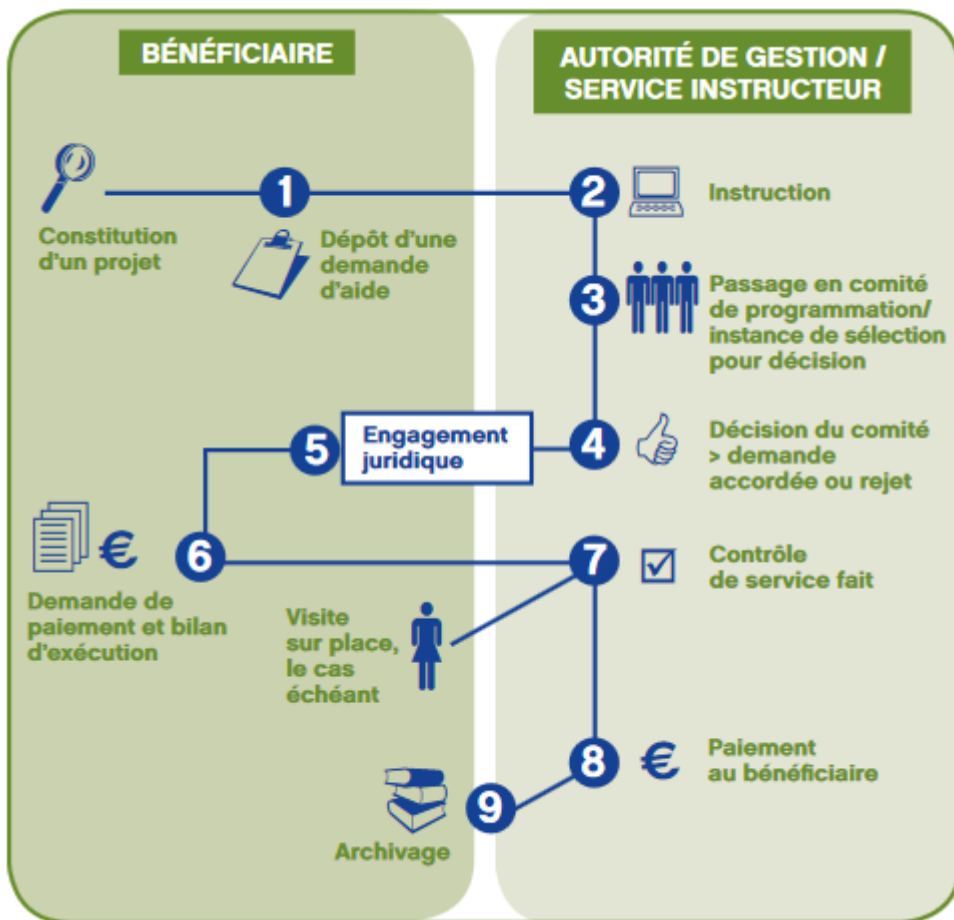 BÉNÉFICIAIRE
AUTORITÉ DE GESTION /
SERVICE INSTRUCTEUR
Constitution
d'un projet
1
Dépôt d'une
demande
d'aide
2
Instruction
3
Passage en comité
de programmation/
instance de sélection
pour décision
4
Décision du comité
> demande
accordée ou rejet
5
Engagement
juridique
€
6
Demande de
paiement et bilan
d'exécution
7
Contrôle
de service fait
Visite
sur place,
le cas
échéant
8
€
Paiement
au bénéficiaire
9
Archivage